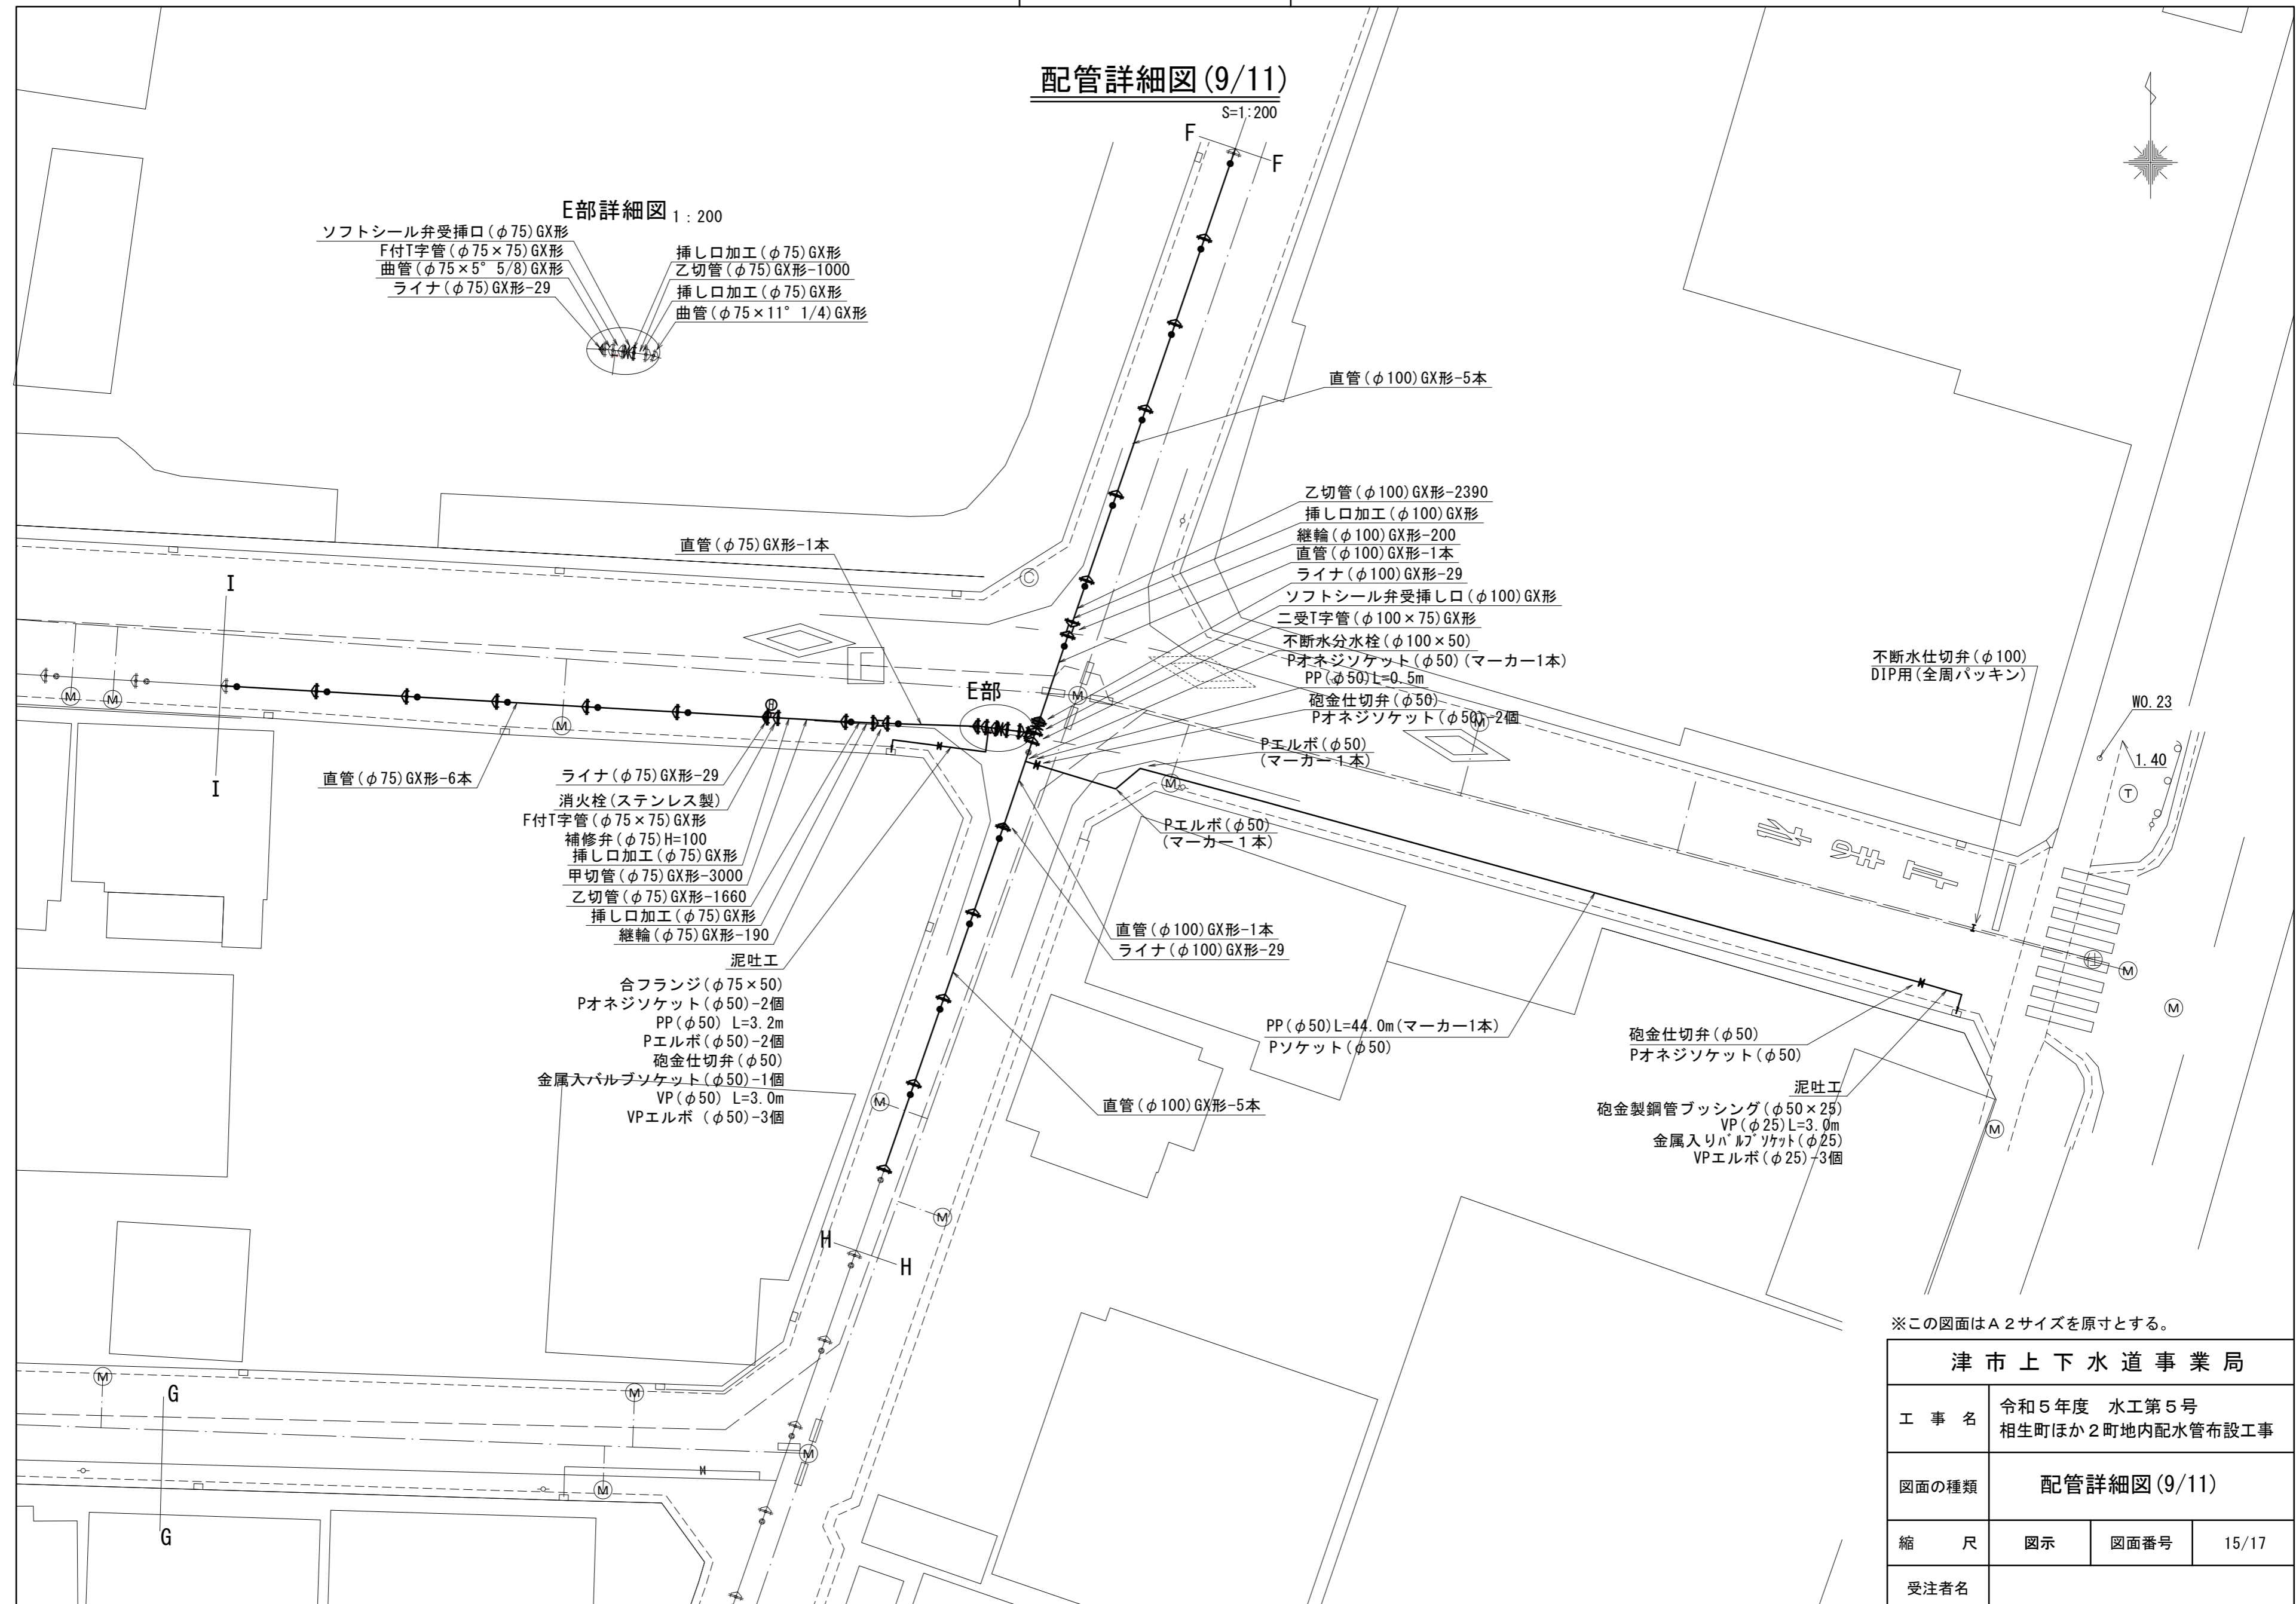 配管詳細図(9/11)
S=1:200
F
F
E部詳細図 1:200
ソフトシール弁受挿口(φ75)GX形
F付T字管(φ75×75)GX形
曲管(φ75×5°5/8)GX形
ライナ(φ75)GX形-29
挿し口加工(φ75)GX形
乙切管(φ75)GX形-1000
挿し口加工(φ75)GX形
曲管(φ75×11°1/4)GX形
直管(φ100)GX形-5本
乙切管(φ100)GX形-2390
挿し口加工(φ100)GX形
継輪(φ100)GX形-200
直管(φ100)GX形-1本
ライナ(φ100)GX形-29
ソフトシール弁受挿し口(φ100)GX形
二受T字管(φ100×75)GX形
不断水分水栓(φ100×50)
Pオネジソケット(φ50)(マーカー1本)
PP(φ50)L=0.5m
砲金仕切弁(φ50)
Pオネジソケット(φ50)-2個
Pエルボ(φ50)
(マーカー1本)
Pエルボ(φ50)
(マーカー1本)
直管(φ75)GX形-1本
C
I
I
E部
M
M
M
M
M
M
H
直管(φ75)GX形-6本
ライナ(φ75)GX形-29
消火栓(ステンレス製)
F付T字管(φ75×75)GX形
補修弁(φ75)H=100
挿し口加工(φ75)GX形
甲切管(φ75)GX形-3000
乙切管(φ75)GX形-1660
挿し口加工(φ75)GX形
継輪(φ75)GX形-190
泥吐工
合フランジ(φ75×50)
Pオネジソケット(φ50)-2個
PP(φ50) L=3.2m
Pエルボ(φ50)-2個
砲金仕切弁(φ50)
金属入バルブソケット(φ50)-1個
VP(φ50) L=3.0m
VPエルボ (φ50)-3個
直管(φ100)GX形-1本
ライナ(φ100)GX形-29
直管(φ100)GX形-5本
PP(φ50)L=44.0m(マーカー1本)
Pソケット(φ50)
不断水仕切弁(φ100)
DIP用(全周パッキン)
W0.23
1.40
T
止まれ
仕
M
M
M
砲金仕切弁(φ50)
Pオネジソケット(φ50)
泥吐工
砲金製鋼管ブッシング(φ50×25)
VP(φ25)L=3.0m
金属入りバルブソケット(φ25)
VPエルボ(φ25)-3個
M
M
H
H
G
G
M
M
M
M
※この図面はA2サイズを原寸とする。
津市上下水道事業局
工事名
令和5年度 水工第5号
相生町ほか2町地内配水管布設工事
図面の種類
配管詳細図(9/11)
縮尺
図示
図面番号
15/17
受注者名